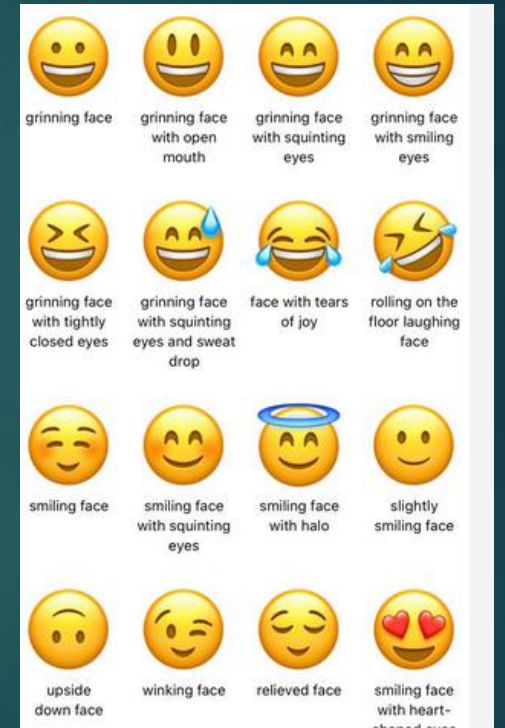 grinning face
grinning face
with open
mouth
grinning face
with squinting
eyes
grinning face
with smiling
eyes
grinning face
with tightly
closed eyes
grinning face
with squinting
eyes and sweat
drop
face with tears
of joy
rolling on the
floor laughing
face
smiling face
smiling face
with squinting
eyes
smiling face
with halo
slightly
smiling face
upside
down face
winking face
relieved face
smiling face
with heart-
shaped eyes